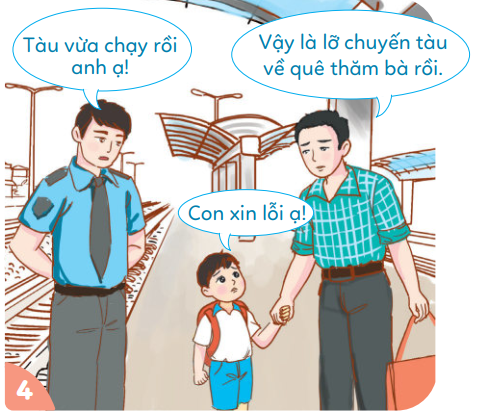 Tàu vừa chạy rồi
anh ạ!
Vậy là lỡ chuyến tàu
về quê thăm bà rồi.
Con xin lỗi ạ!
4